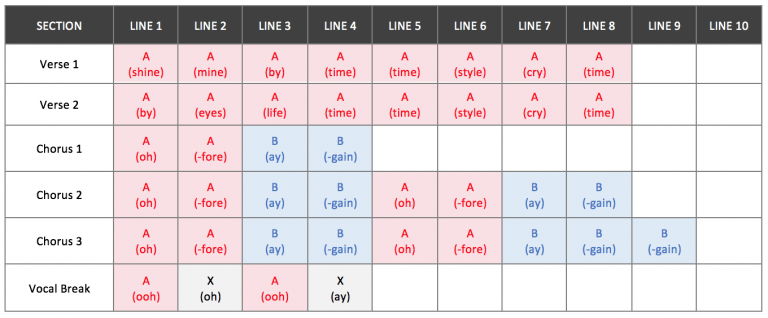 SECTION LINE 1 LINE 2 LINE 3 LINE 4 LINE 5 LINE 6 LINE 7 LINE 8 LINE 9 LINE 10
Verse 1 A (shine) A (mine) A (by) A (time) A (time) A (style) A (cry) A (time)
Verse 2 A (by) A (eyes) A (life) A (time) A (time) A (style) A (cry) A (time)
Chorus 1 A (oh) A (-fore) B (ay) B (-gain)
Chorus 2 A (oh) A (-fore) B (ay) B (-gain) A (oh) A (-fore) B (ay) B (-gain)
Chorus 3 A (oh) A (-fore) B (ay) B (-gain) A (oh) A (-fore) B (ay) B (-gain) B (-gain)
Vocal Break A (ooh) X (oh) A (ooh) X (ay)